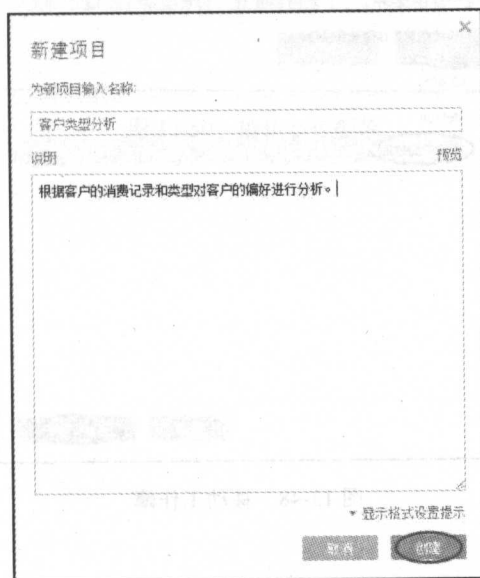 新建项目
×
为新项目输入名称:
客户类型分析
说明
预览
根据客户的消费记录和类型对客户的偏好进行分析。
▼ 显示格式设置提示
取消
创建